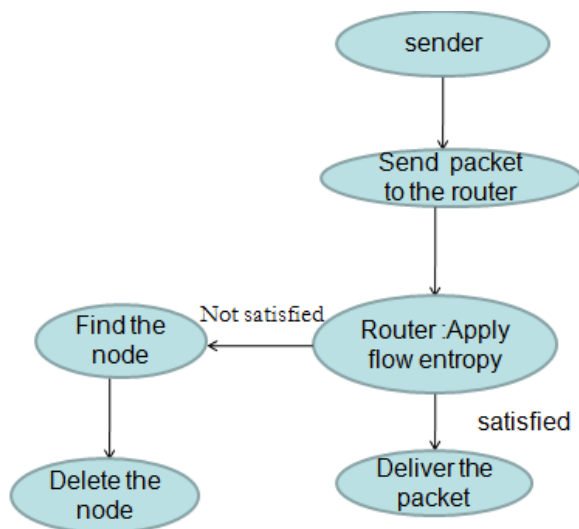 sender
Send packet
to the router
Not satisfied
Find the
node
Router :Apply
flow entropy
satisfied
Delete the
node
Deliver the
packet